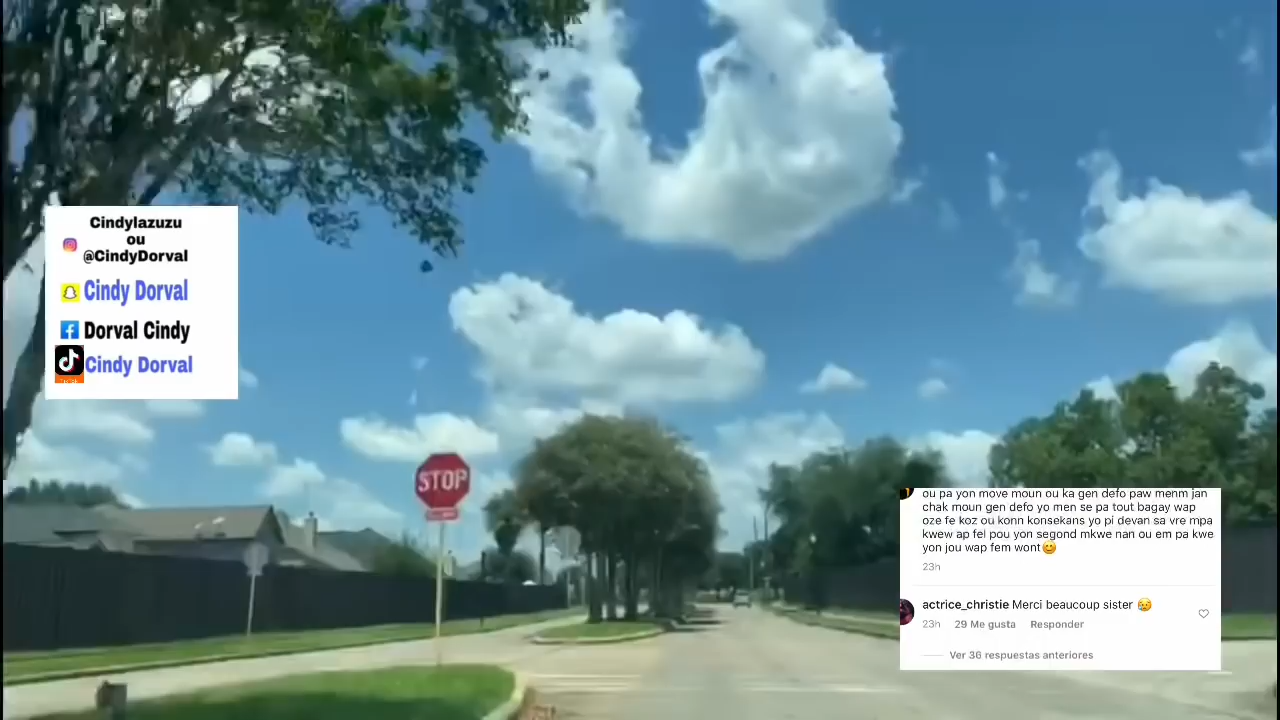 Cindylazuzu
ou
@CindyDorval
Cindy Dorval
Dorval Cindy
Cindy Dorval
STOP
ou pa yon move moun ou ka gen defo paw menm jan
chak moun gen defo yo men se pa tout bagay wap
oze fe koz ou konn konsekans yo pi devan sa vre mpa
kwew ap fel pou yon segond mkwe nan ou em pa kwe
yon jou wap fem wont😊
23h
actrice_christie Merci beaucoup sister 😥
23h 29 Me gusta Responder
Ver 36 respuestas anteriores